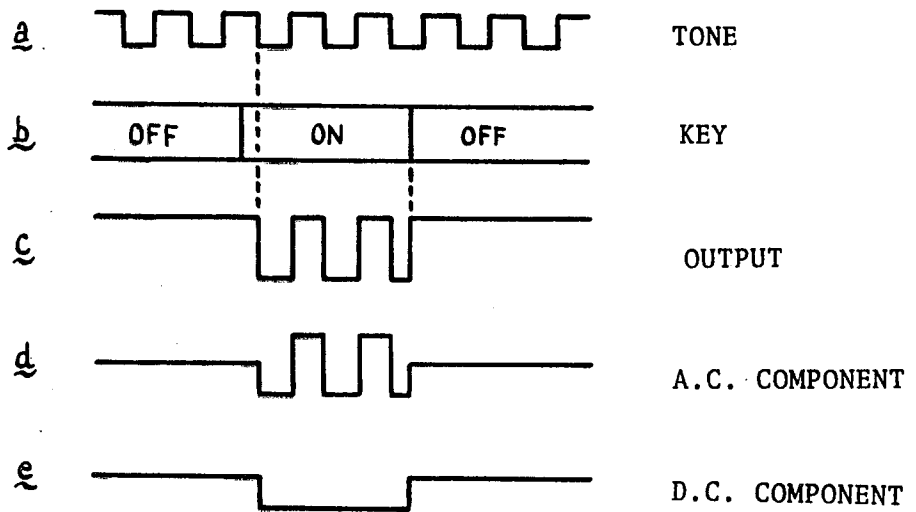 a TONE
b OFF ON OFF KEY
c OUTPUT
d A.C. COMPONENT
e D.C. COMPONENT